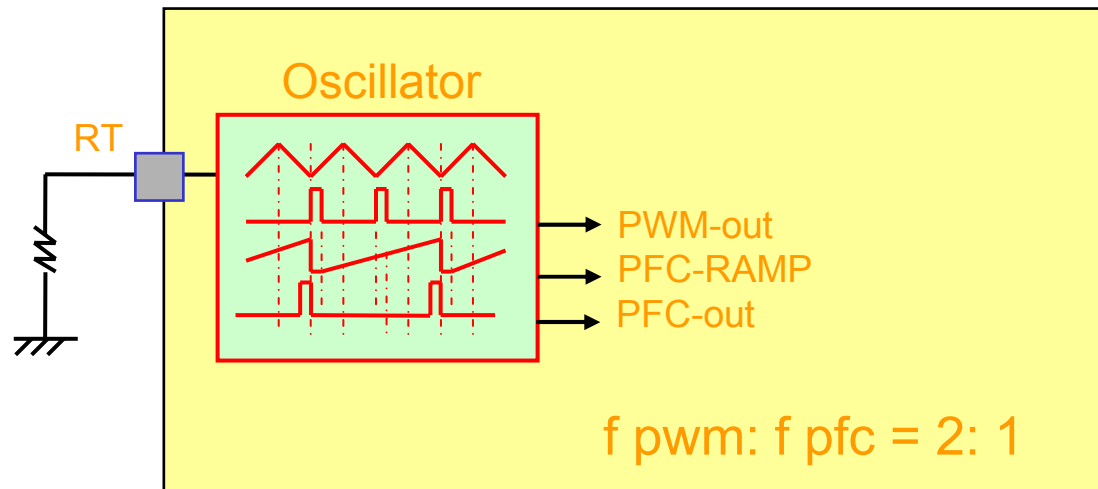 Oscillator
RT
PWM-out
PFC-RAMP
PFC-out
f pwm: f pfc = 2: 1